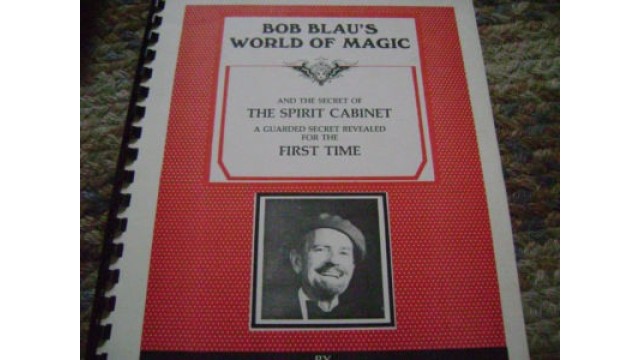 BOB BLAU'S
WORLD OF MAGIC
AND THE SECRET OF
THE SPIRIT CABINET
A GUARDED SECRET REVEALED
FOR THE
FIRST TIME
BY